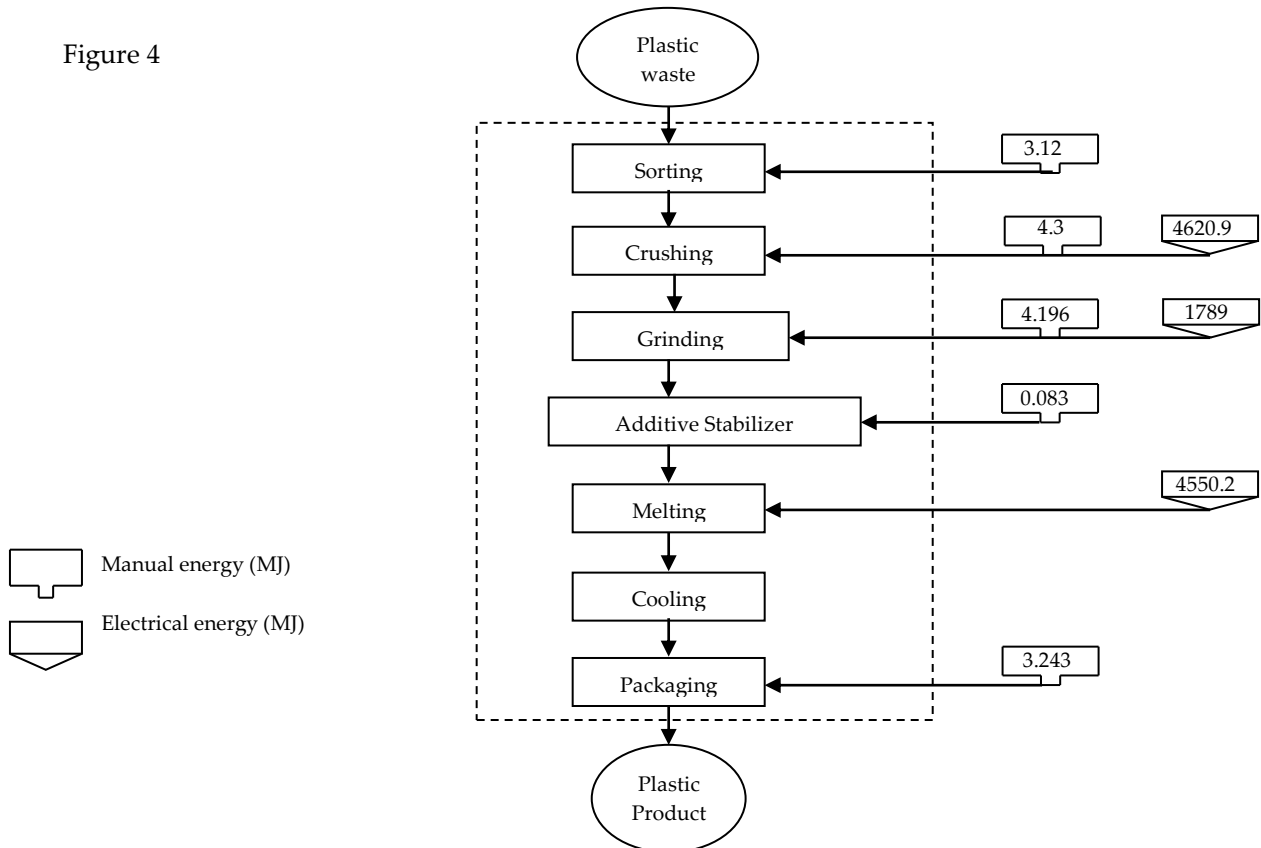 Figure 4
Plastic
waste
3.12
Sorting
4.3
4620.9
Crushing
4.196
1789
Grinding
0.083
Additive Stabilizer
4550.2
Melting
Manual energy (MJ)
Cooling
Electrical energy (MJ)
3.243
Packaging
Plastic
Product